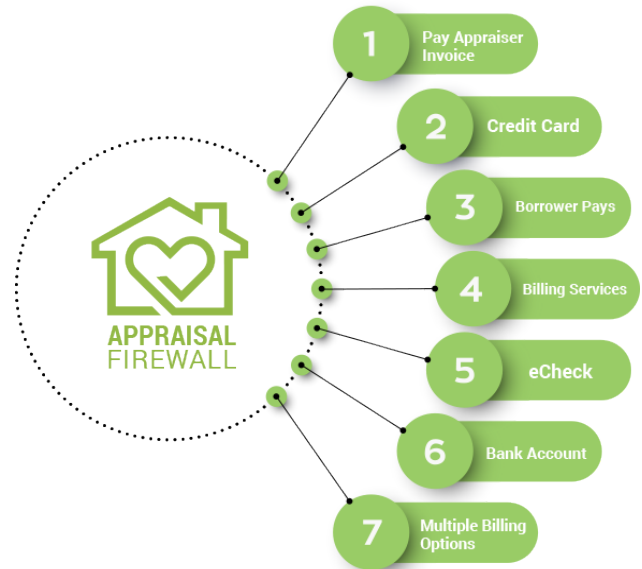 1
Pay Appraiser
Invoice
2
Credit Card
3
Borrower Pays
4
Billing Services
APPRAISAL
FIREWALL
5
eCheck
6
Bank Account
7
Multiple Billing
Options